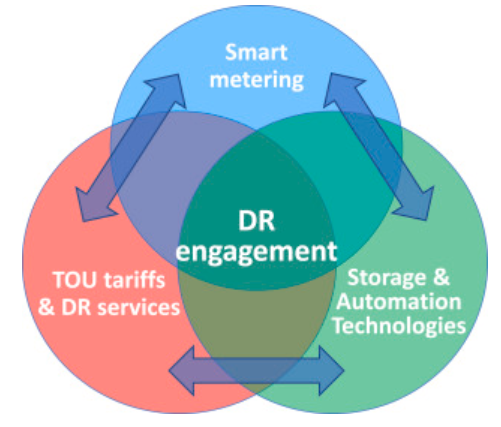 Smart
metering
DR
engagement
TOU tariffs
& DR services
Storage &
Automation
Technologies